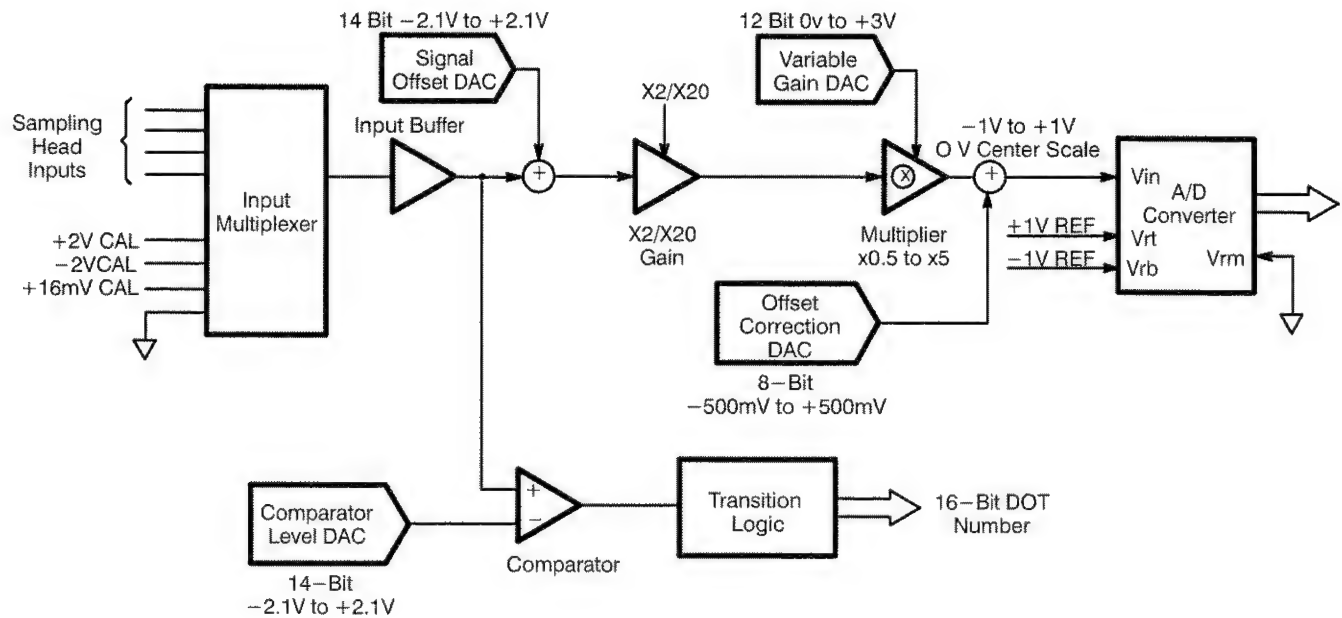 14 Bit −2.1V to +2.1V
Signal
Offset DAC
12 Bit 0v to +3V
Variable
Gain DAC
X2/X20
Sampling
Head
Inputs
Input Buffer
Input
Multiplexer
+
−1V to +1V
O V Center Scale
+
x
Vin
A/D
Converter
+2V CAL
−2VCAL
+16mV CAL
X2/X20
Gain
Multiplier
x0.5 to x5
+1V REF
Vrt
−1V REF
Vrb
Vrm
Offset
Correction
DAC
8−Bit
−500mV to +500mV
Comparator
Level DAC
14−Bit
−2.1V to +2.1V
+
−
Comparator
Transition
Logic
16−Bit DOT
Number